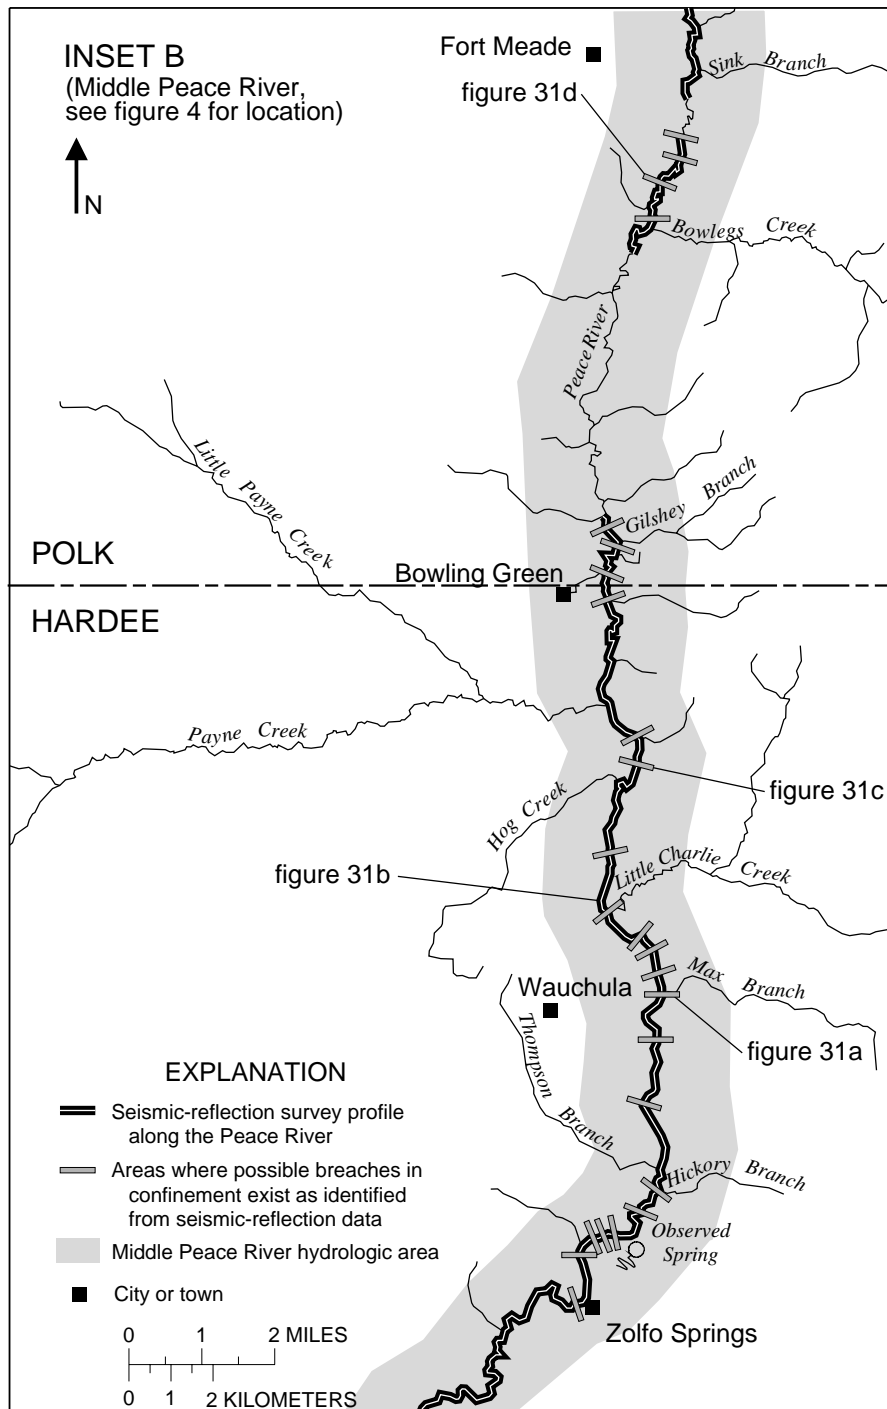 INSET B
(Middle Peace River,
see figure 4 for location)
N
Fort Meade
Sink Branch
figure 31d
Bowlegs Creek
Peace River
Little Payne Creek
Gilshey Branch
POLK
Bowling Green
HARDEE
Payne Creek
figure 31c
Hog Creek
figure 31b
Little Charlie Creek
Max Branch
Wauchula
figure 31a
Thompson Branch
EXPLANATION
Seismic-reflection survey profile
along the Peace River
Areas where possible breaches in
confinement exist as identified
from seismic-reflection data
Middle Peace River hydrologic area
City or town
0 1 2 MILES
0 1 2 KILOMETERS
Hickory Branch
Observed
Spring
Zolfo Springs